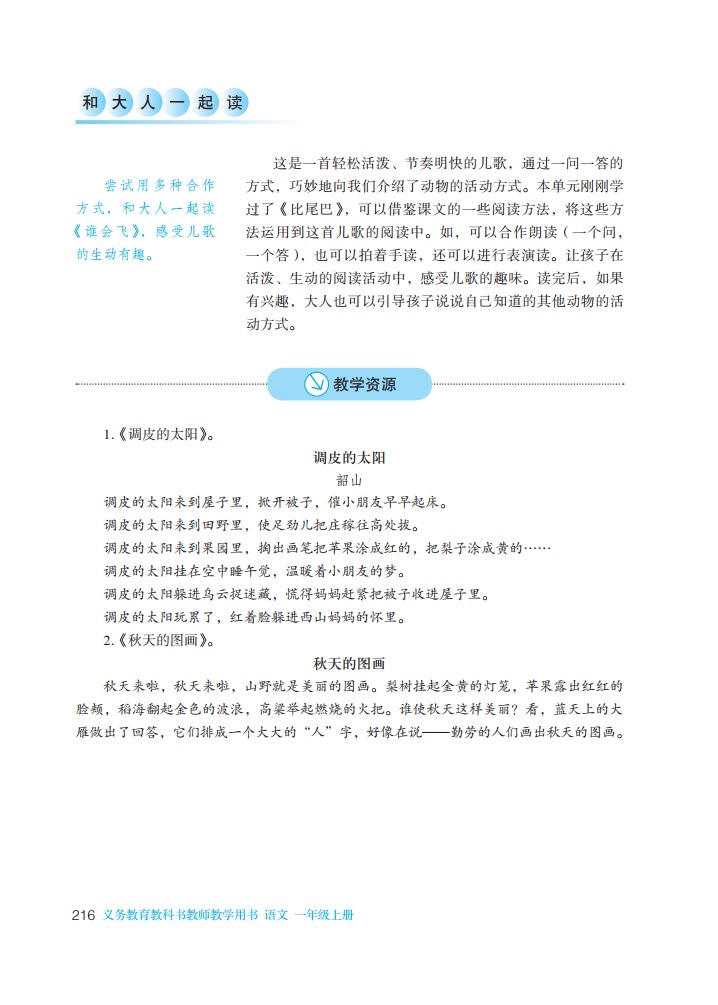 和大人一起读
尝试用多种合作
方式，和大人一起读
《谁会飞》，感受儿歌
的生动有趣。
这是一首轻松活泼、节奏明快的儿歌，通过一问一答的
方式，巧妙地向我们介绍了动物的活动方式。本单元刚刚学
过了《比尾巴》，可以借鉴课文的一些阅读方法，将这些方
法运用到这首儿歌的阅读中。如，可以合作朗读（一个问，
一个答），也可以拍着手读，还可以进行表演读。让孩子在
活泼、生动的阅读活动中，感受儿歌的趣味。读完后，如果
有兴趣，大人也可以引导孩子说说自己知道的其他动物的活
动方式。
教学资源
1.《调皮的太阳》。
调皮的太阳
韶山
调皮的太阳来到屋子里，掀开被子，催小朋友早早起床。
调皮的太阳来到田野里，使足劲儿把庄稼往高处拔。
调皮的太阳来到果园里，掏出画笔把苹果涂成红的，把梨子涂成黄的……
调皮的太阳挂在空中睡午觉，温暖着小朋友的梦。
调皮的太阳躲进乌云捉迷藏，慌得妈妈赶紧把被子收进屋子里。
调皮的太阳玩累了，红着脸躲进西山妈妈的怀里。
2.《秋天的图画》。
秋天的图画
秋天来啦，秋天来啦，山野就是美丽的图画。梨树挂起金黄的灯笼，苹果露出红红的
脸颊，稻海翻起金色的波浪，高粱举起燃烧的火把。谁使秋天这样美丽？看，蓝天上的大
雁做出了回答，它们排成一个大大的“人”字，好像在说——勤劳的人们画出秋天的图画。
216 义务教育教科书教师教学用书 语文 一年级上册